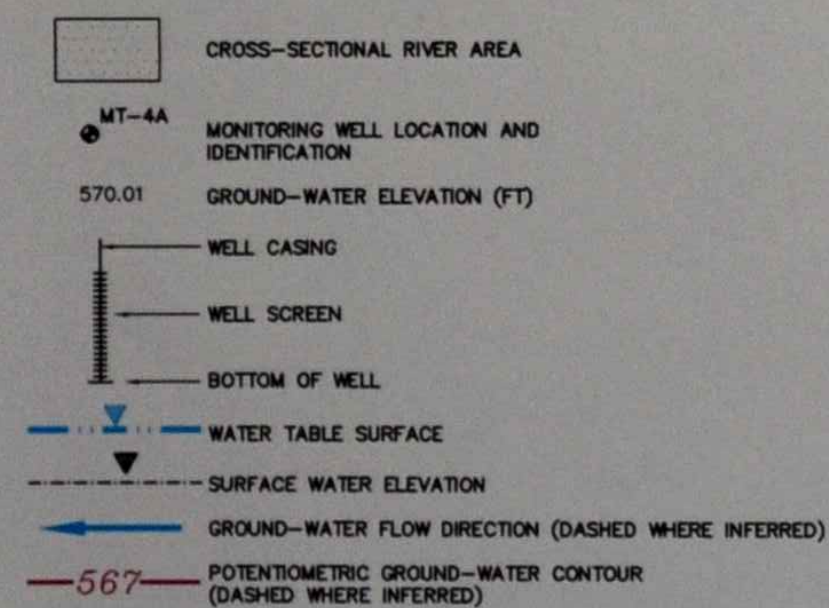 CROSS-SECTIONAL RIVER AREA
MT-4A
MONITORING WELL LOCATION AND
IDENTIFICATION
570.01 GROUND-WATER ELEVATION (FT)
WELL CASING
WELL SCREEN
BOTTOM OF WELL
WATER TABLE SURFACE
SURFACE WATER ELEVATION
GROUND-WATER FLOW DIRECTION (DASHED WHERE INFERRED)
567 POTENTIOMETRIC GROUND-WATER CONTOUR
(DASHED WHERE INFERRED)